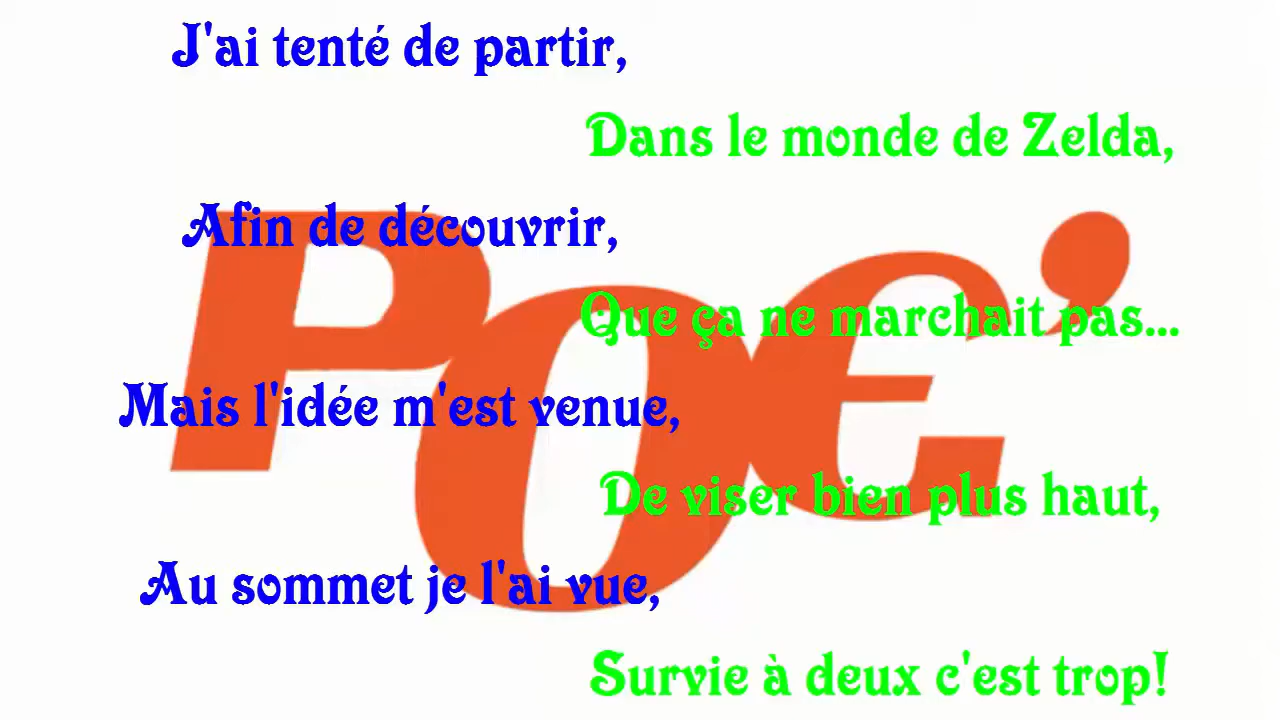 J'ai tenté de partir,
Dans le monde de Zelda,
Afin de découvrir,
Que ça ne marchait pas...
Mais l'idée m'est venue,
De viser bien plus haut,
Au sommet je l'ai vue,
Survie à deux c'est trop!
POE'